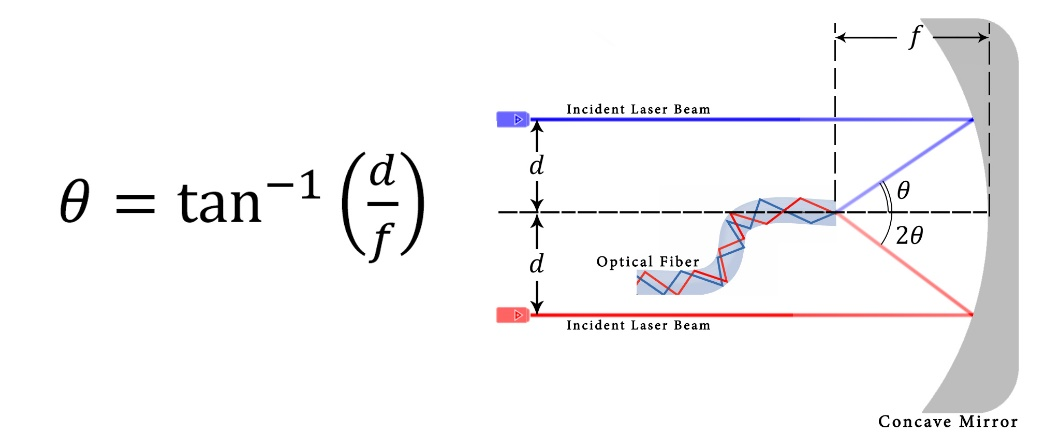 θ = tan⁻¹ (d/f)
f
Incident Laser Beam
d
θ
2θ
Optical Fiber
d
Incident Laser Beam
Concave Mirror